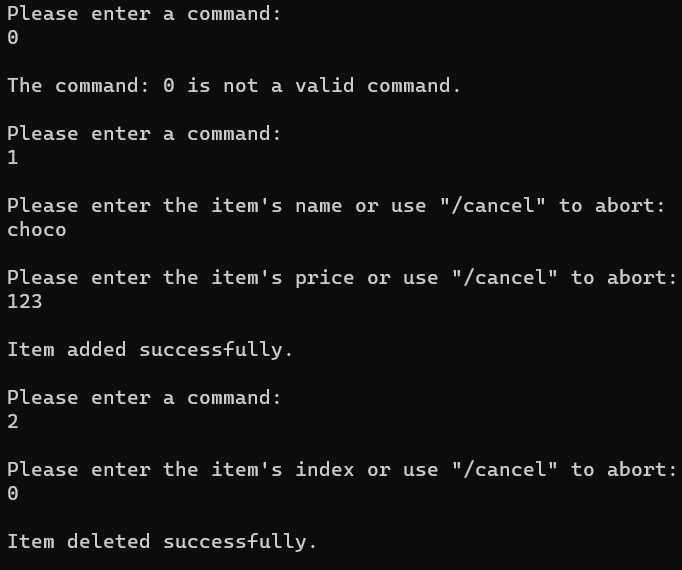 Please enter a command:
0
The command: 0 is not a valid command.
Please enter a command:
1
Please enter the item's name or use "/cancel" to abort:
choco
Please enter the item's price or use "/cancel" to abort:
123
Item added successfully.
Please enter a command:
2
Please enter the item's index or use "/cancel" to abort:
0
Item deleted successfully.